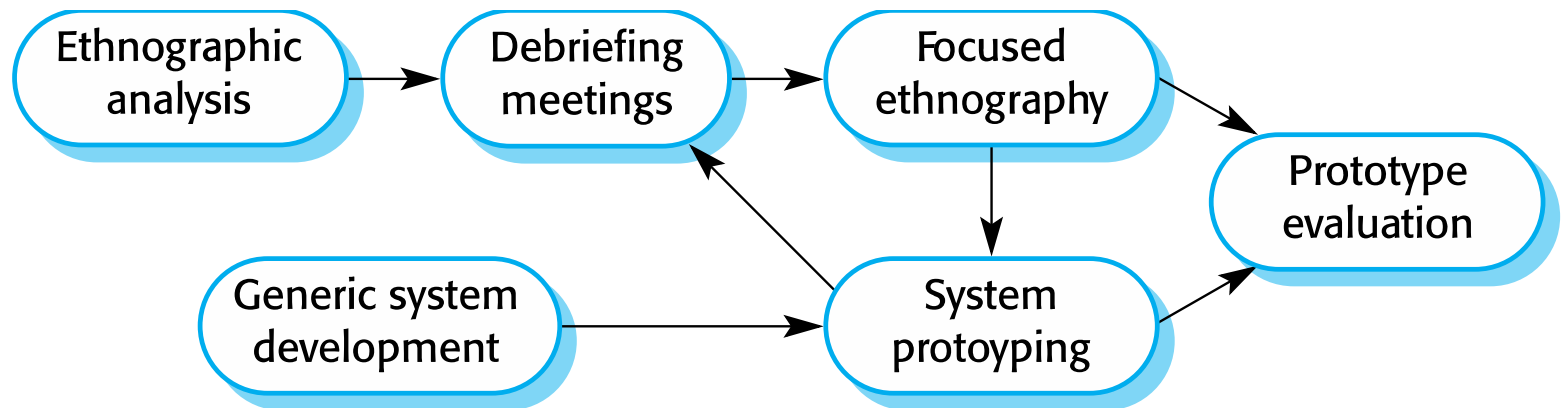 Ethnographic
analysis
Debriefing
meetings
Focused
ethnography
Prototype
evaluation
Generic system
development
System
protoyping